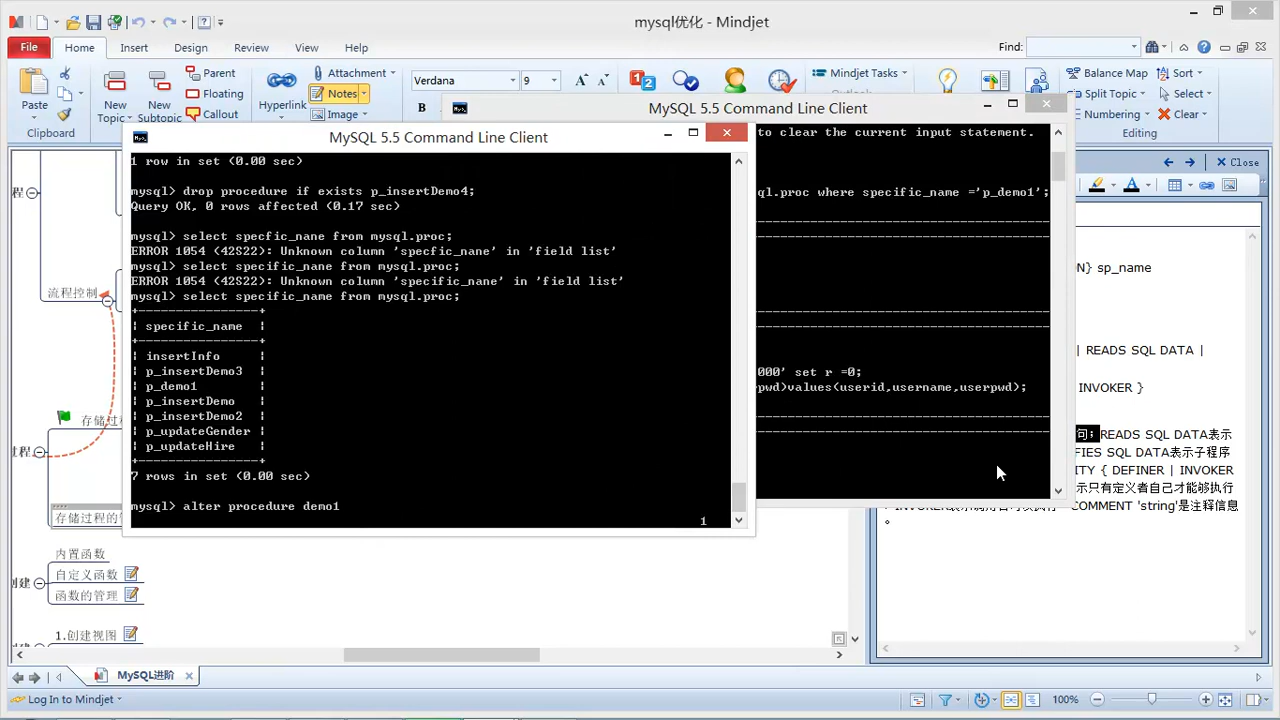 mysql优化 - Mindjet
File
Home
Insert
Design
Review
View
Help
Find:
Paste
Clipboard
New Topic
New Subtopic
Parent
Floating
Callout
Hyperlink
Attachment
Notes
Image
Verdana
9
B
Mindjet Tasks
Balance Map
Sort
Split Topic
Select
Numbering
Clear
Editing
MySQL 5.5 Command Line Client
to clear the current input statement.
ql.proc where specific_name ='p_demo1';
000' set r =0;
pwd)values(userid,username,userpwd);
MySQL 5.5 Command Line Client
1 row in set (0.00 sec)
mysql> drop procedure if exists p_insertDemo4;
Query OK, 0 rows affected (0.17 sec)
mysql> select specfic_nane from mysql.proc;
ERROR 1054 (42S22): Unknown column 'specfic_nane' in 'field list'
mysql> select specfic_nane from mysql.proc;
ERROR 1054 (42S22): Unknown column 'specfic_nane' in 'field list'
mysql> select specific_name from mysql.proc;
specific_name
insertInfo
p_insertDemo3
p_demo1
p_insertDemo
p_insertDemo2
p_updateGender
p_updateHire
7 rows in set (0.00 sec)
mysql> alter procedure demo1
1
Close
N} sp_name
| READS SQL DATA |
INVOKER }
句；READS SQL DATA表示
FIES SQL DATA表示子程序
ITY { DEFINER | INVOKER
示只有定义者自己才能够执行
COMMENT 'string'是注释信息
。
程
流程控制
存储过程
过程
存储过程的管
内置函数
自定义函数
函数的管理
创建
1.创建视图
MySQL进阶
Log In to Mindjet
100%